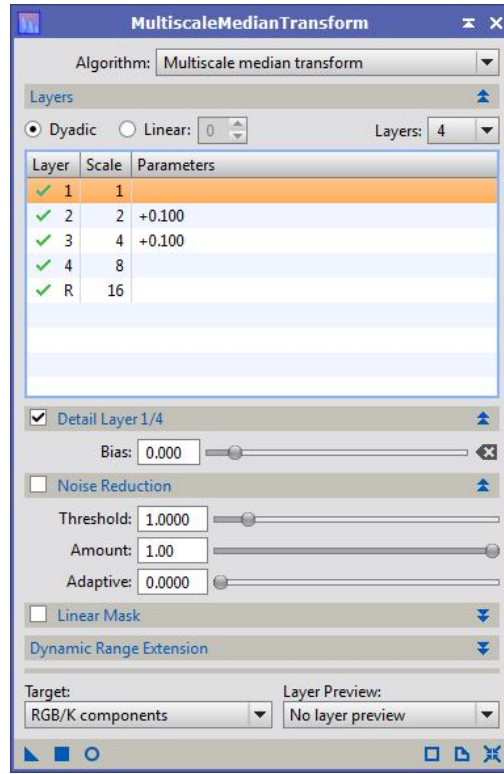 MultiscaleMedianTransform
Algorithm: Multiscale median transform
Layers
Dyadic Linear: 0 Layers: 4
Layer Scale Parameters
1 1
2 2 +0.100
3 4 +0.100
4 8
R 16
Detail Layer 1/4
Bias: 0.000
Noise Reduction
Threshold: 1.0000
Amount: 1.00
Adaptive: 0.0000
Linear Mask
Dynamic Range Extension
Target: Layer Preview:
RGB/K components No layer preview